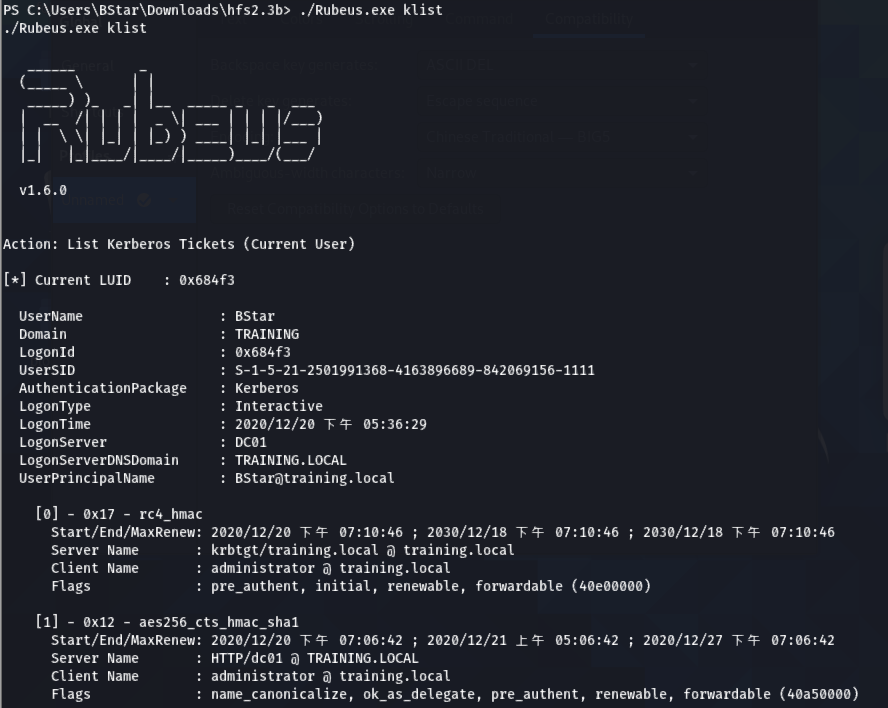 PS C:\Users\BStar\Downloads\hfs2.3b> ./Rubeus.exe klist
./Rubeus.exe klist
Rubeus
v1.6.0
Action: List Kerberos Tickets (Current User)
[*] Current LUID    : 0x684f3
UserName                 : BStar
Domain                   : TRAINING
LogonId                  : 0x684f3
UserSID                  : S-1-5-21-2501991368-4163896689-842069156-1111
AuthenticationPackage    : Kerberos
LogonType                : Interactive
LogonTime                : 2020/12/20 下午 05:36:29
LogonServer              : DC01
LogonServerDNSDomain     : TRAINING.LOCAL
UserPrincipalName        : BStar@training.local
[0] - 0x17 - rc4_hmac
Start/End/MaxRenew: 2020/12/20 下午 07:10:46 ; 2030/12/18 下午 07:10:46 ; 2030/12/18 下午 07:10:46
Server Name       : krbtgt/training.local @ training.local
Client Name       : administrator @ training.local
Flags             : pre_authent, initial, renewable, forwardable (40e00000)
[1] - 0x12 - aes256_cts_hmac_sha1
Start/End/MaxRenew: 2020/12/20 下午 07:06:42 ; 2020/12/21 上午 05:06:42 ; 2020/12/27 下午 07:06:42
Server Name       : HTTP/dc01 @ TRAINING.LOCAL
Client Name       : administrator @ training.local
Flags             : name_canonicalize, ok_as_delegate, pre_authent, renewable, forwardable (40a50000)